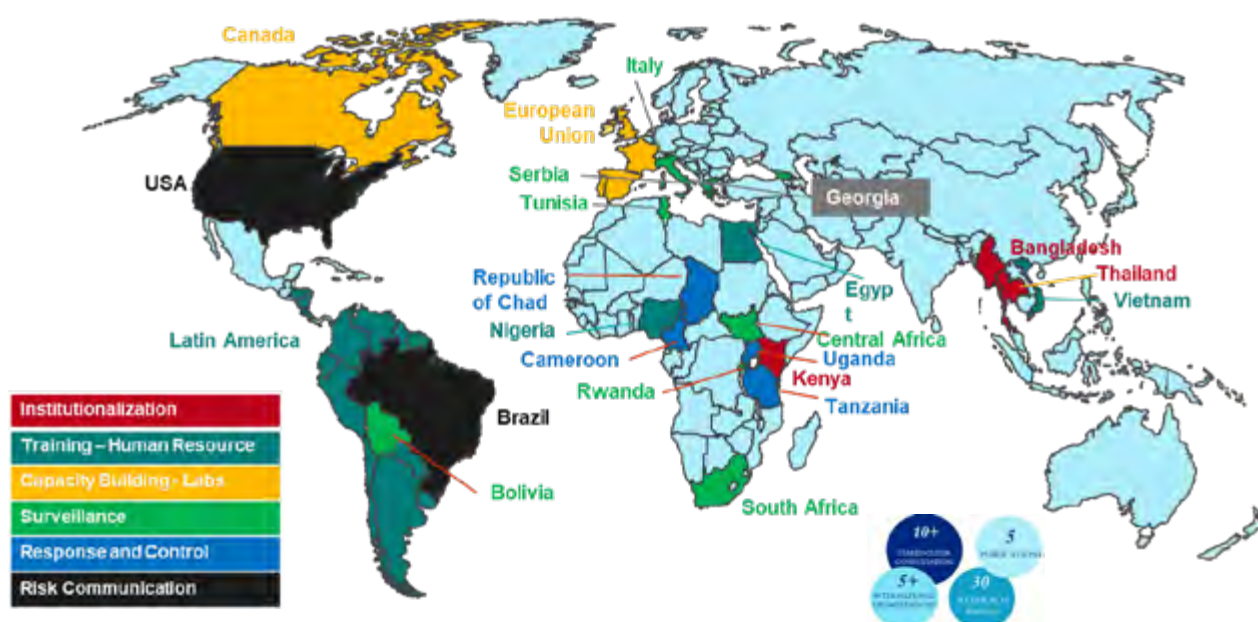 Canada
Italy
European
Union
USA
Serbia
Tunisia
Georgia
Bangladesh
Thailand
Vietnam
Republic
of Chad
Egyp
t
Nigeria
Central Africa
Latin America
Cameroon
Uganda
Rwanda
Kenya
Tanzania
Brazil
Bolivia
South Africa
Institutionalization
Training – Human Resource
Capacity Building - Labs
Surveillance
Response and Control
Risk Communication
10+
5
5+
30